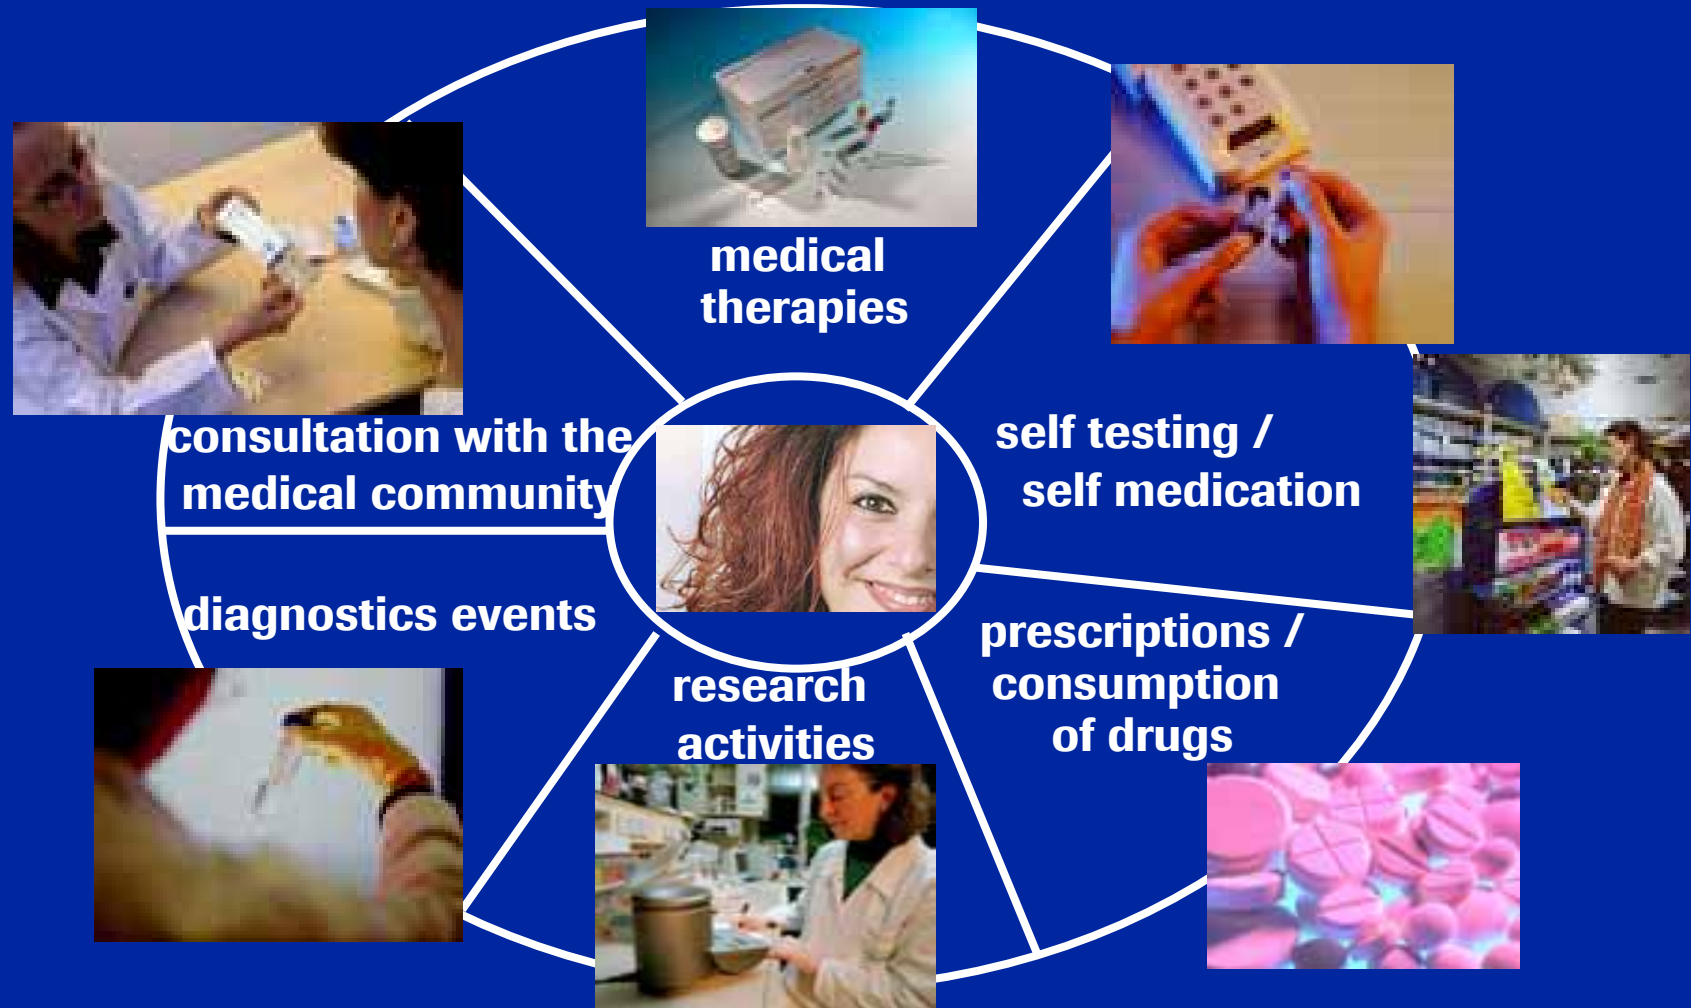 medical
therapies
consultation with the
medical community
self testing /
self medication
diagnostics events
prescriptions /
consumption
of drugs
research
activities